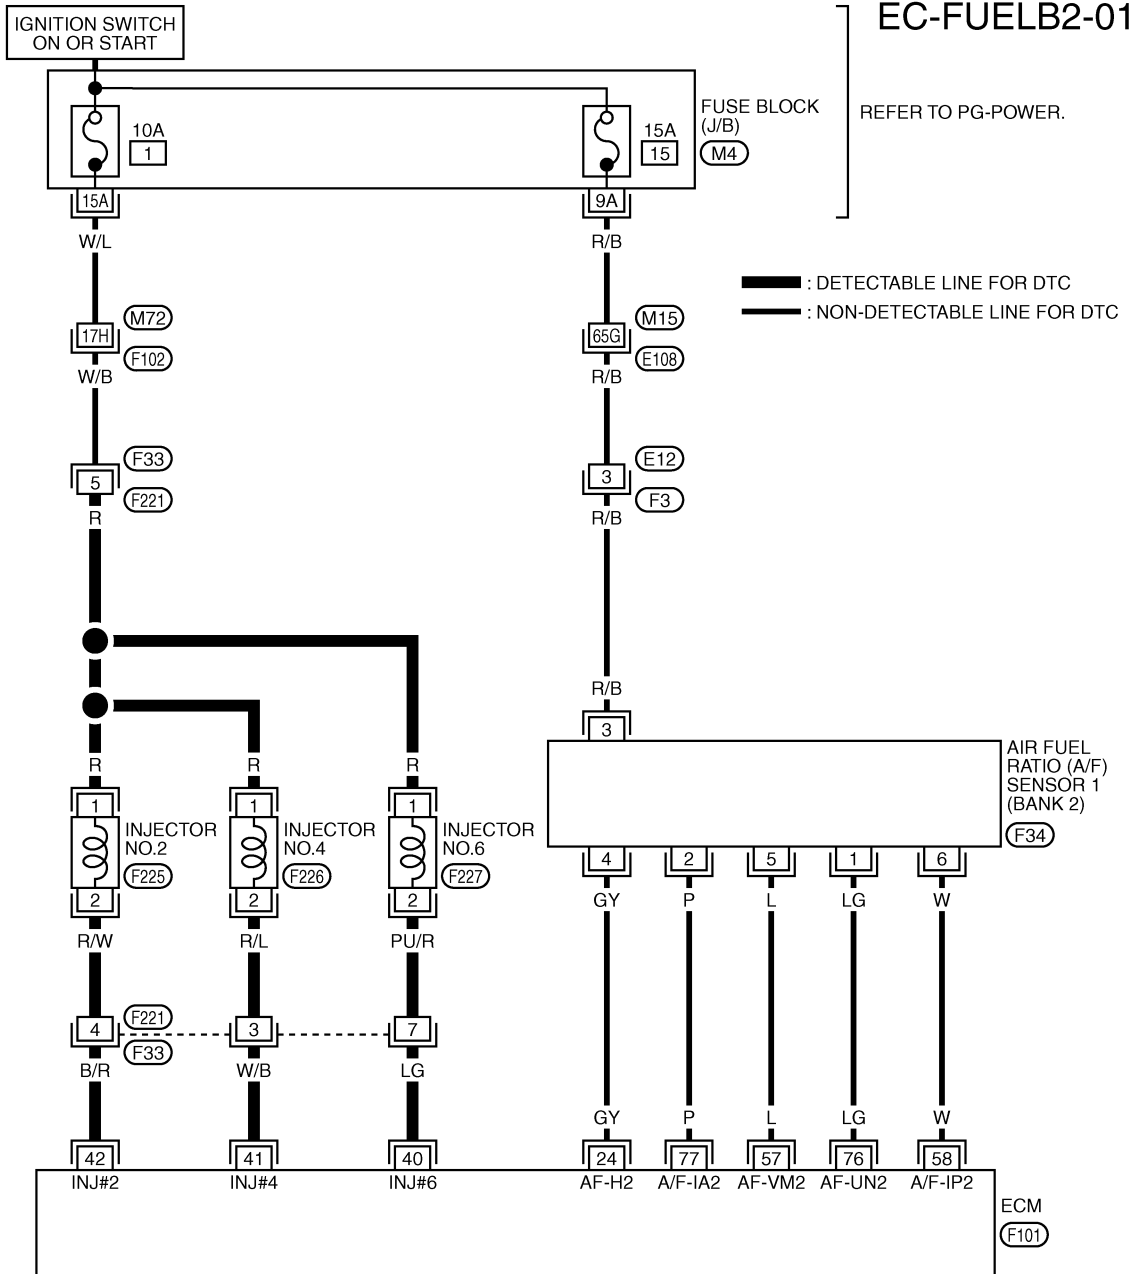 EC-FUELB2-01
IGNITION SWITCH
ON OR START
10A
1
15A
15
FUSE BLOCK
(J/B)
M4
REFER TO PG-POWER.
15A
9A
W/L
R/B
: DETECTABLE LINE FOR DTC
: NON-DETECTABLE LINE FOR DTC
17H
M72
F102
65G
M15
E108
W/B
R/B
5
F33
F221
3
E12
F3
R
R/B
R/B
3
AIR FUEL
RATIO (A/F)
SENSOR 1
(BANK 2)
F34
R
R
R
1
1
1
INJECTOR
NO.2
F225
INJECTOR
NO.4
F226
INJECTOR
NO.6
F227
2
2
2
4
2
5
1
6
GY
P
L
LG
W
R/W
R/L
PU/R
4
F221
F33
3
7
B/R
W/B
LG
GY
P
L
LG
W
42
41
40
24
77
57
76
58
INJ#2
INJ#4
INJ#6
AF-H2
A/F-IA2
AF-VM2
AF-UN2
A/F-IP2
ECM
F101